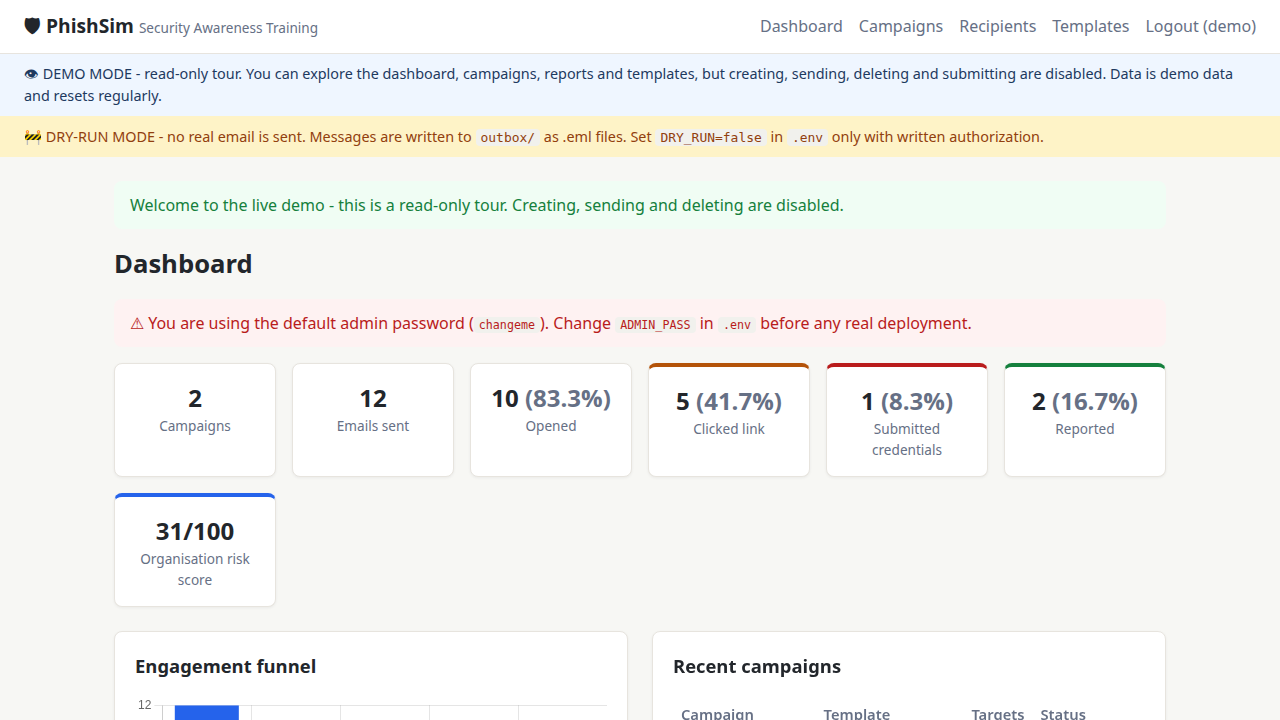 PhishSim Security Awareness Training
Dashboard Campaigns Recipients Templates Logout (demo)
DEMO MODE - read-only tour. You can explore the dashboard, campaigns, reports and templates, but creating, sending, deleting and submitting are disabled. Data is demo data
and resets regularly.
DRY-RUN MODE - no real email is sent. Messages are written to outbox/ as .eml files. Set DRY_RUN=false in .env only with written authorization.
Welcome to the live demo - this is a read-only tour. Creating, sending and deleting are disabled.
Dashboard
⚠ You are using the default admin password ( changeme ). Change ADMIN_PASS in .env before any real deployment.
2
Campaigns
12
Emails sent
10 (83.3%)
Opened
5 (41.7%)
Clicked link
1 (8.3%)
Submitted
credentials
2 (16.7%)
Reported
31/100
Organisation risk
score
Engagement funnel
12
Recent campaigns
Campaign Template Targets Status